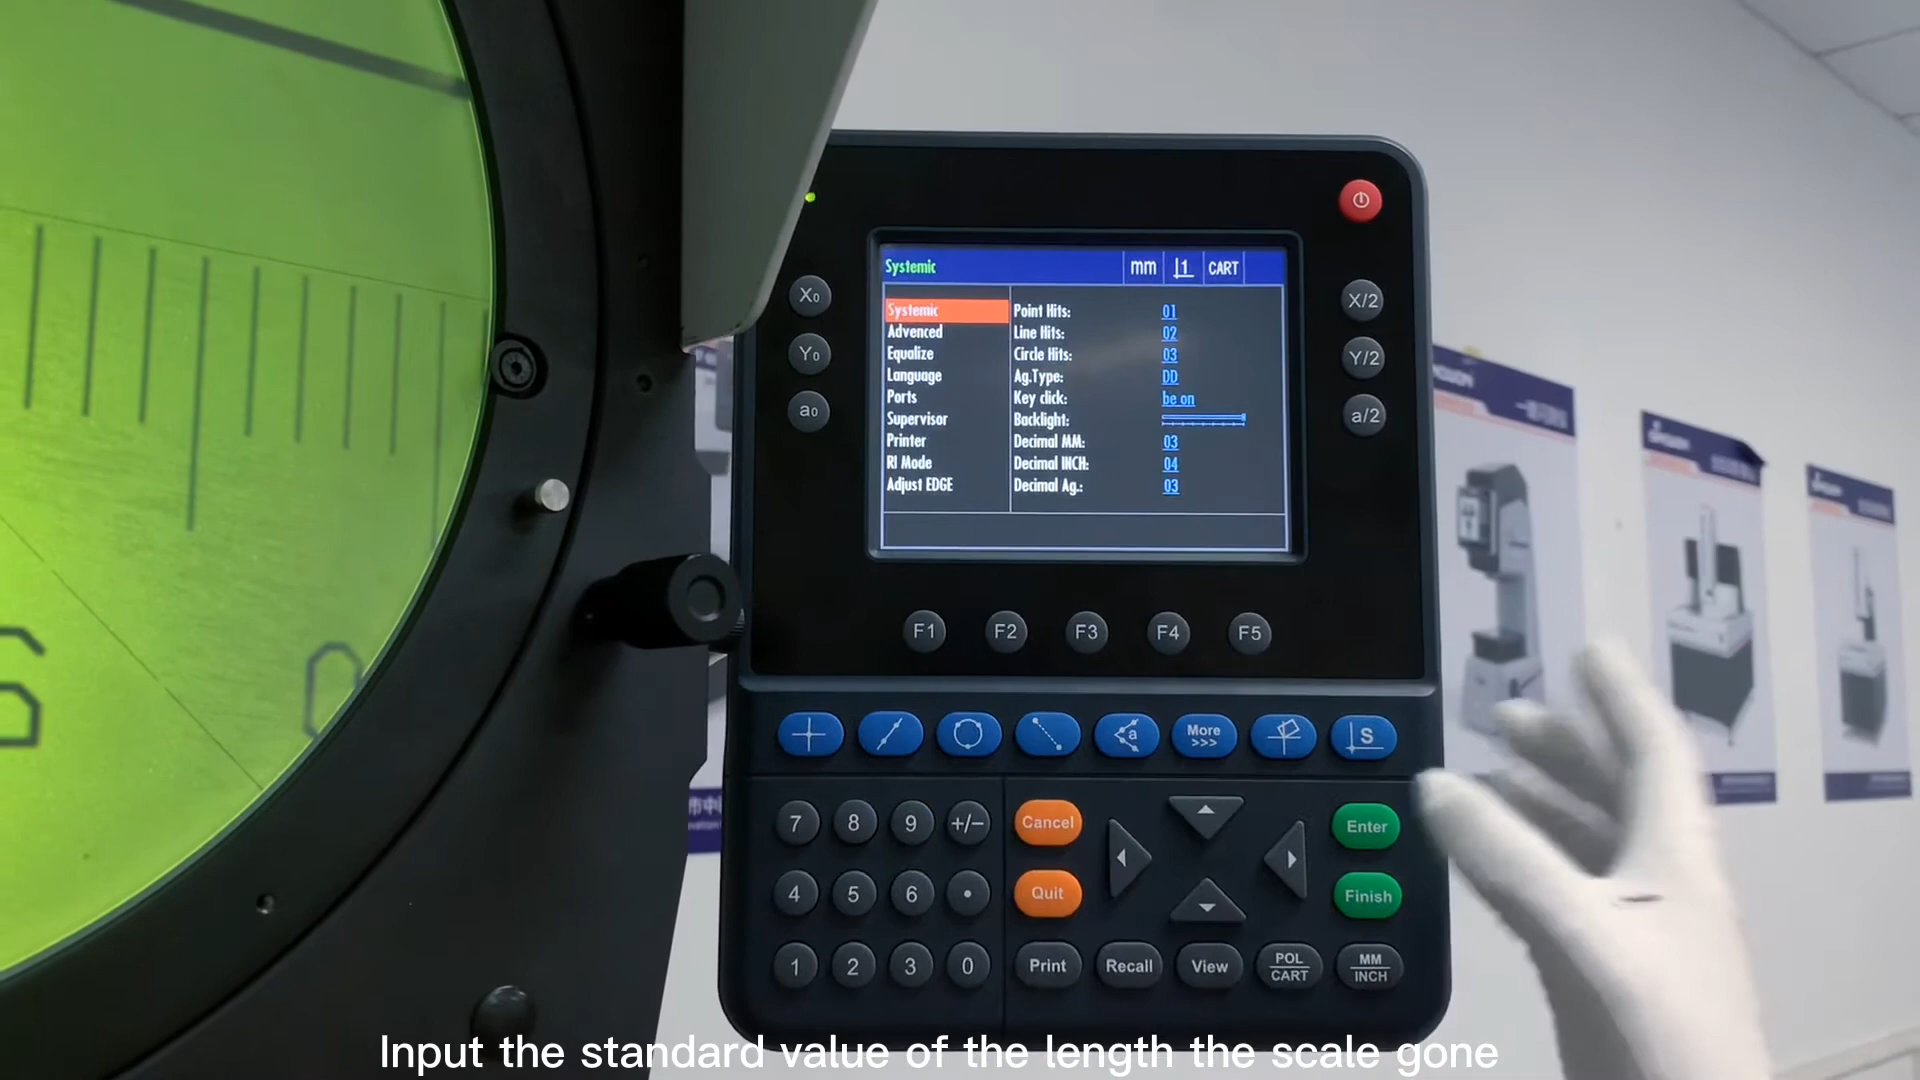 Systemic mm 1 CART
Systemic
Advanced
Equalize
Language
Ports
Supervisor
Printer
RI Mode
Adjust EDGE
Point Hits: 01
Line Hits: 02
Circle Hits: 03
Ag.Type: DD
Key click: be on
Backlight:
Decimal MM: 03
Decimal INCH: 04
Decimal Ag.: 03
X0
Y0
a0
X/2
Y/2
a/2
F1 F2 F3 F4 F5
a
More
>>>
S
7 8 9 +/-
4 5 6 •
1 2 3 0
Cancel
Quit
Enter
Finish
Print Recall View POL
CART
MM
INCH
6
Input the standard value of the length the scale gone